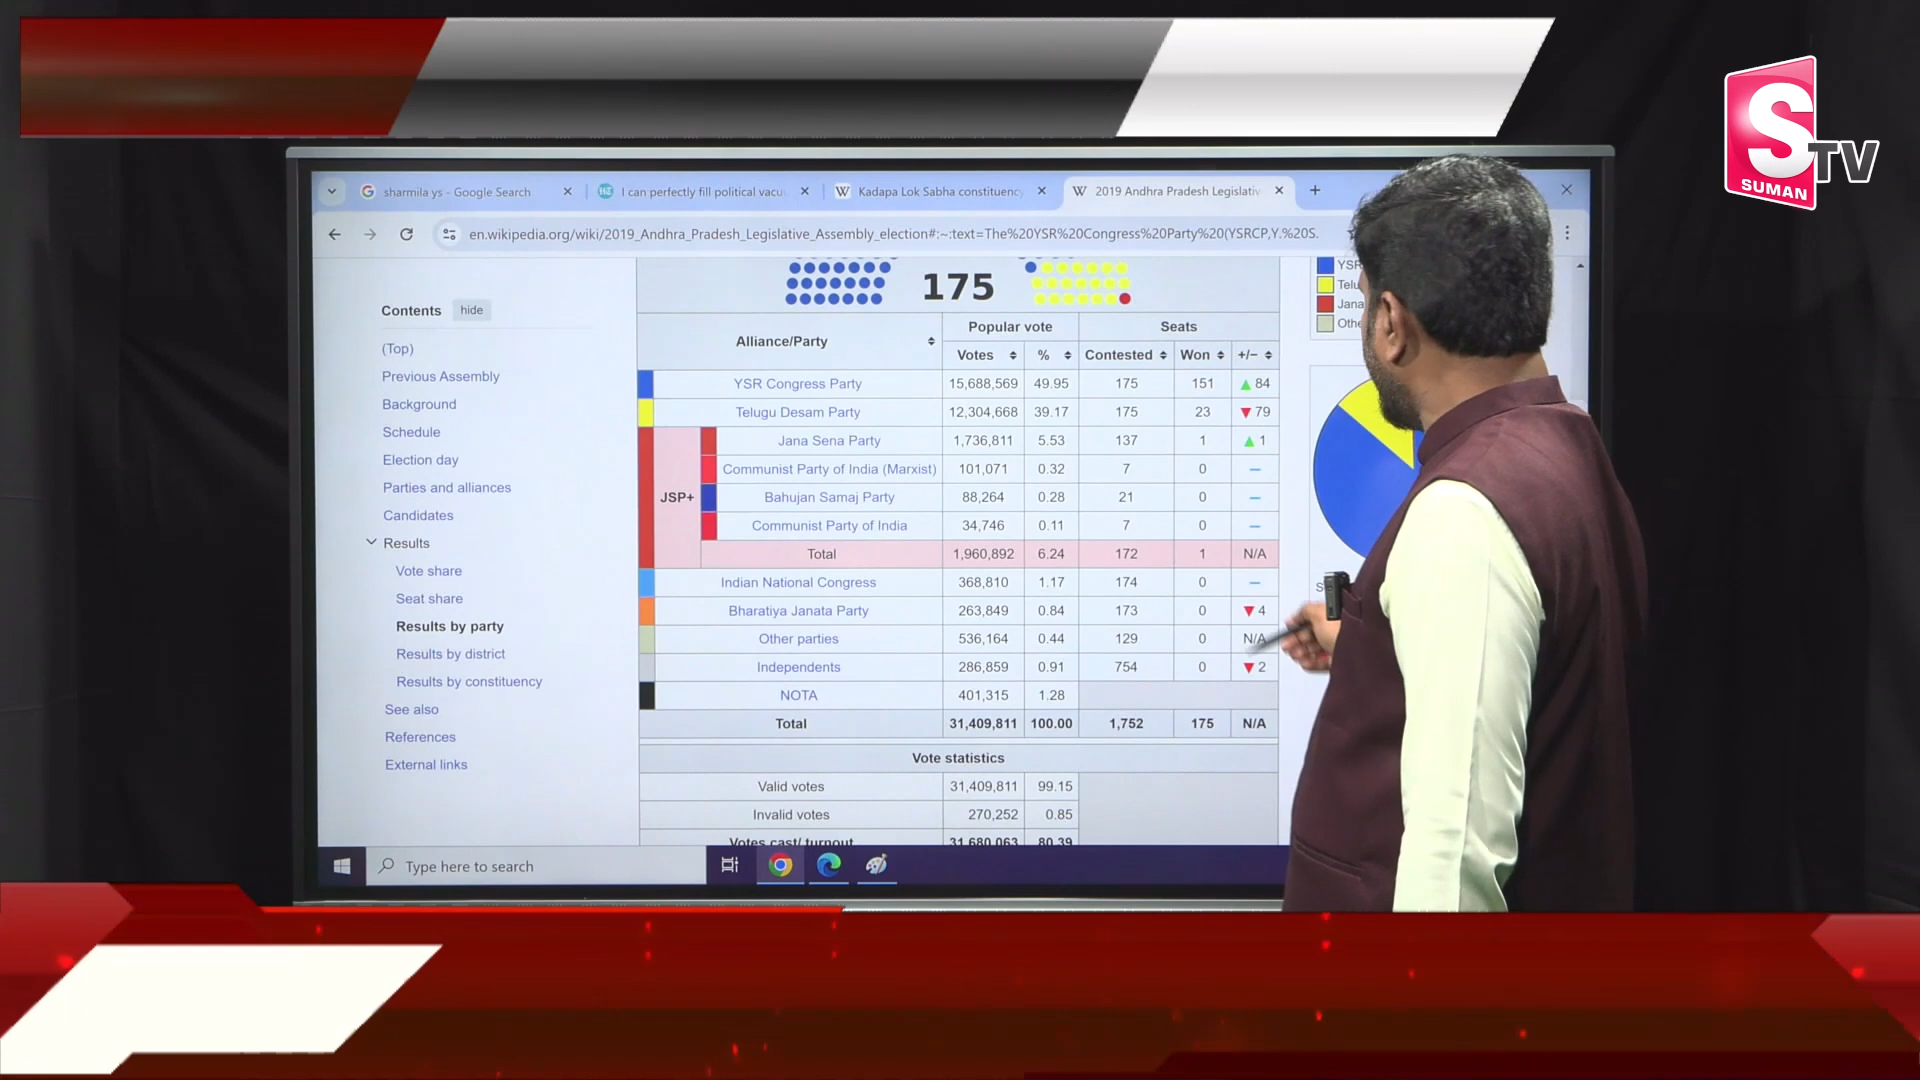 S
SUMAN TV
sharmila ys - Google Search
I can perfectly fill political vacu
Kadapa Lok Sabha constituency
2019 Andhra Pradesh Legislativ
en.wikipedia.org/wiki/2019_Andhra_Pradesh_Legislative_Assembly_election#:~:text=The%20YSR%20Congress%20Party%20(YSRCP,Y.%20S.
Contents hide
(Top)
Previous Assembly
Background
Schedule
Election day
Parties and alliances
Candidates
Results
Vote share
Seat share
Results by party
Results by district
Results by constituency
See also
References
External links
175
Alliance/Party Popular vote Seats
Votes % Contested Won +/−
YSR Congress Party 15,688,569 49.95 175 151 ▲ 84
Telugu Desam Party 12,304,668 39.17 175 23 ▼ 79
JSP+
Jana Sena Party 1,736,811 5.53 137 1 ▲ 1
Communist Party of India (Marxist) 101,071 0.32 7 0 –
Bahujan Samaj Party 88,264 0.28 21 0 –
Communist Party of India 34,746 0.11 7 0 –
Total 1,960,892 6.24 172 1 N/A
Indian National Congress 368,810 1.17 174 0 –
Bharatiya Janata Party 263,849 0.84 173 0 ▼ 4
Other parties 536,164 0.44 129 0 N/A
Independents 286,859 0.91 754 0 ▼ 2
NOTA 401,315 1.28
Total 31,409,811 100.00 1,752 175 N/A
Vote statistics
Valid votes 31,409,811 99.15
Invalid votes 270,252 0.85
Votes cast/ turnout 31,680,063 80.39
YSR
Telu
Jana
Othe
Type here to search